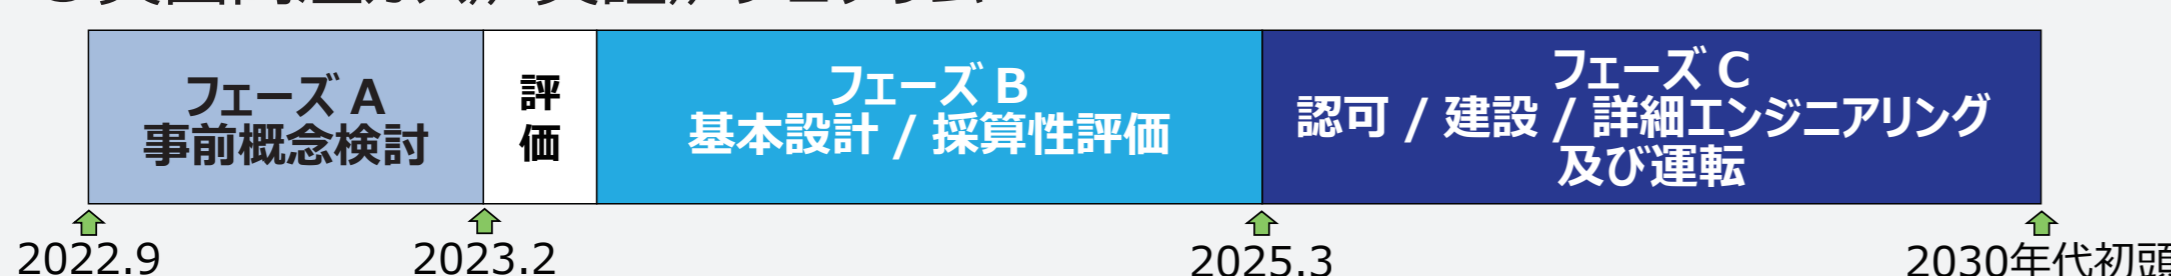 フェーズ A
事前概念検討
評
価
フェーズ B
基本設計 / 採算性評価
フェーズ C
認可 / 建設 / 詳細エンジニアリング
及び運転
2022.9
2023.2
2025.3
2030年代初頭